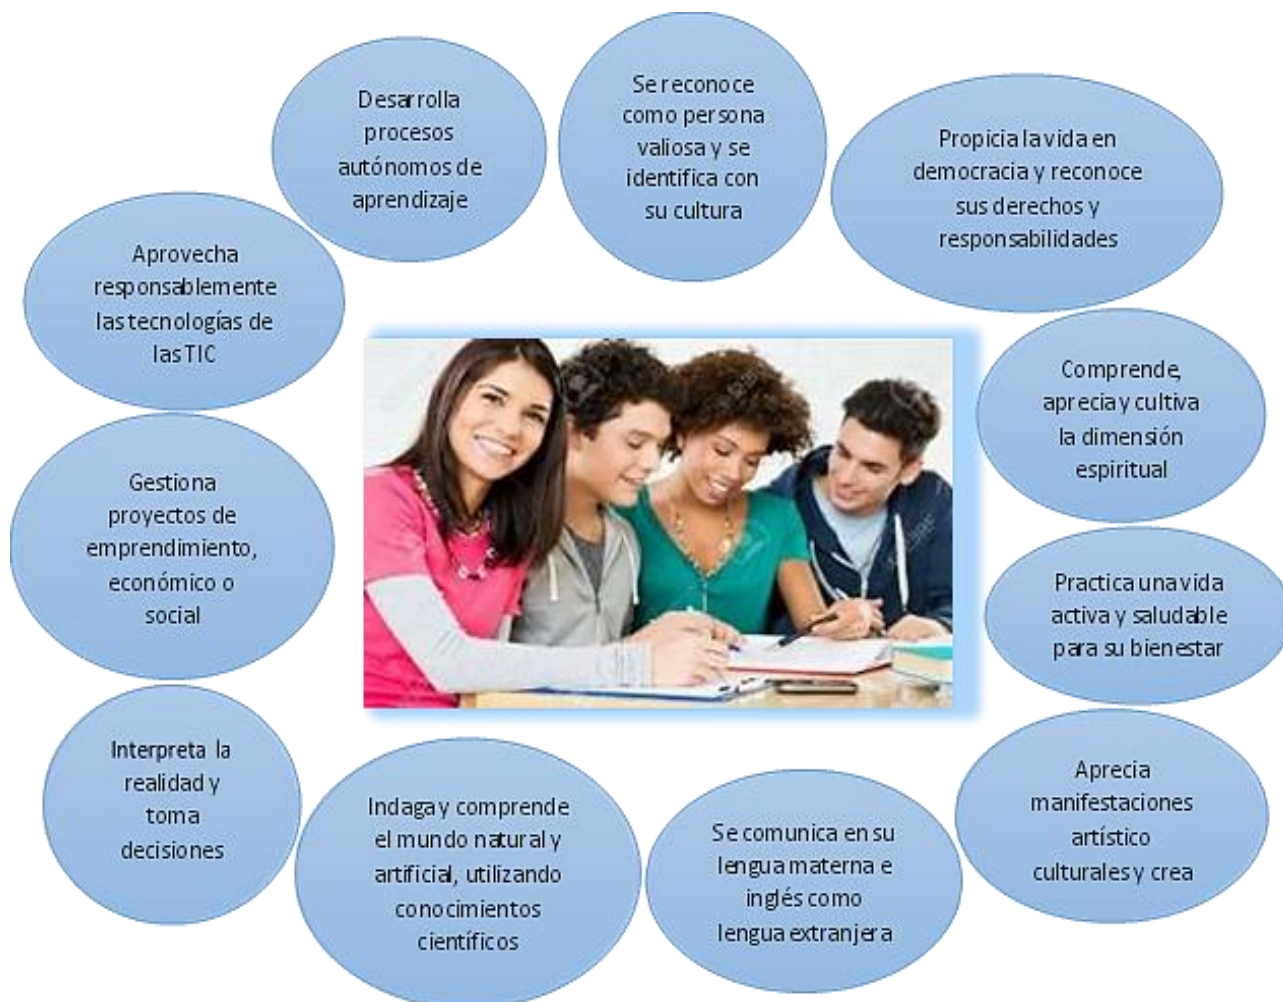 Se reconoce
como persona
valiosa y se
identifica con
su cultura
Propicia la vida en
democracia y reconoce
sus derechos y
responsabilidades
Comprende,
aprecia y cultiva
la dimensión
espiritual
Practica una vida
activa y saludable
para su bienestar
Aprecia
manifestaciones
artístico
culturales y crea
Se comunica en su
lengua materna e
inglés como
lengua extranjera
Indaga y comprende
el mundo natural y
artificial, utilizando
conocimientos
científicos
Interpreta la
realidad y
toma
decisiones
Gestiona
proyectos de
emprendimiento,
económico o
social
Aprovecha
responsablemente
las tecnologías de
las TIC
Desarrolla
procesos
autónomos de
aprendizaje